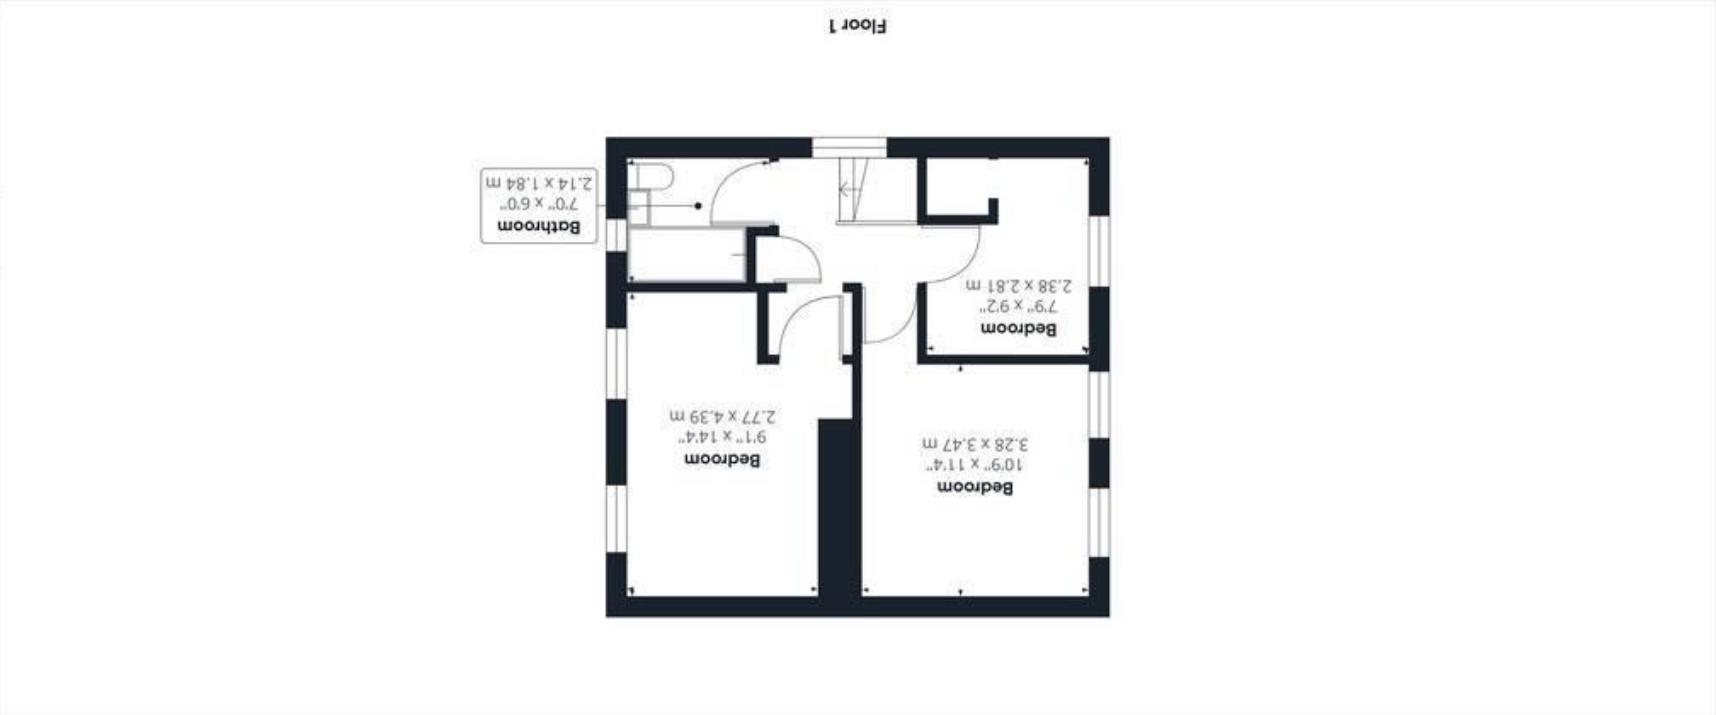 Bedroom
10'9" x 11'4"
3.28 x 3.47 m
Bedroom
9'1" x 14'4"
2.77 x 4.39 m
Bedroom
7'9" x 9'2"
2.38 x 2.81 m
Bathroom
7'0" x 6'0"
2.14 x 1.84 m
Floor 1